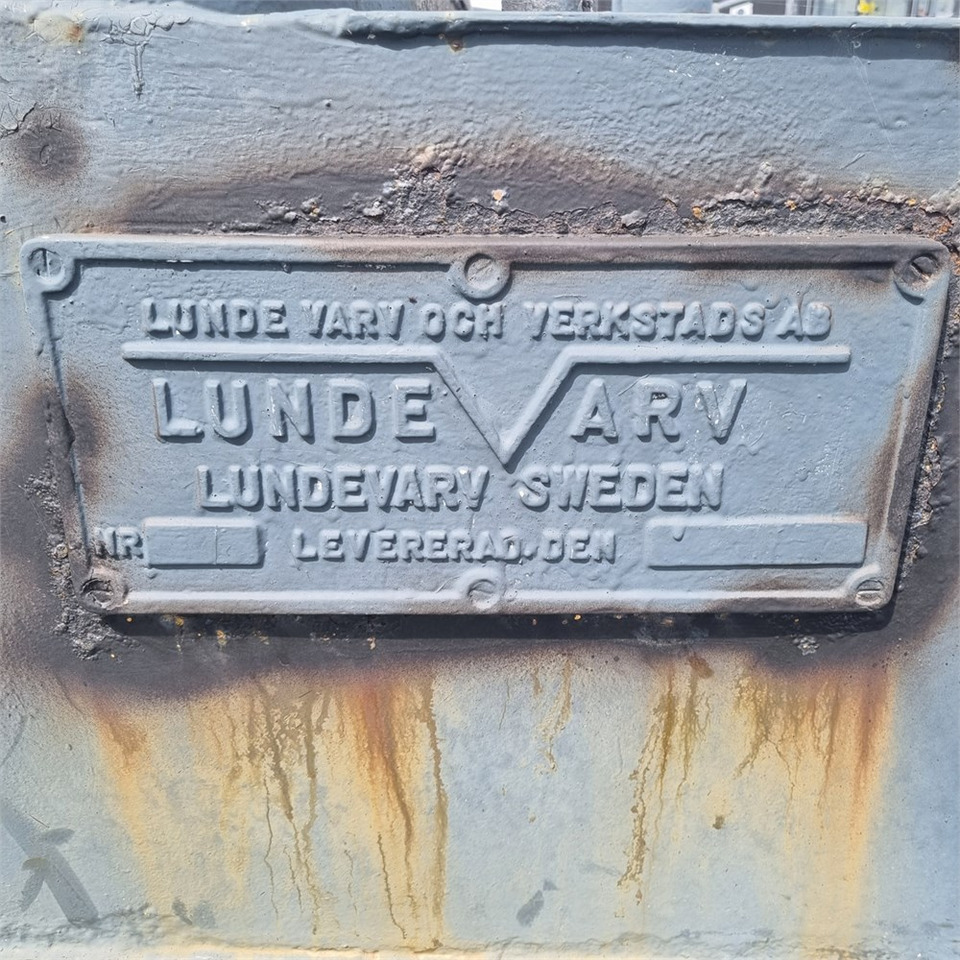 LUNDE VARV OCH VERKSTADS AB
LUNDE VARV
LUNDEVARV SWEDEN
NR LEVERERAD. DEN